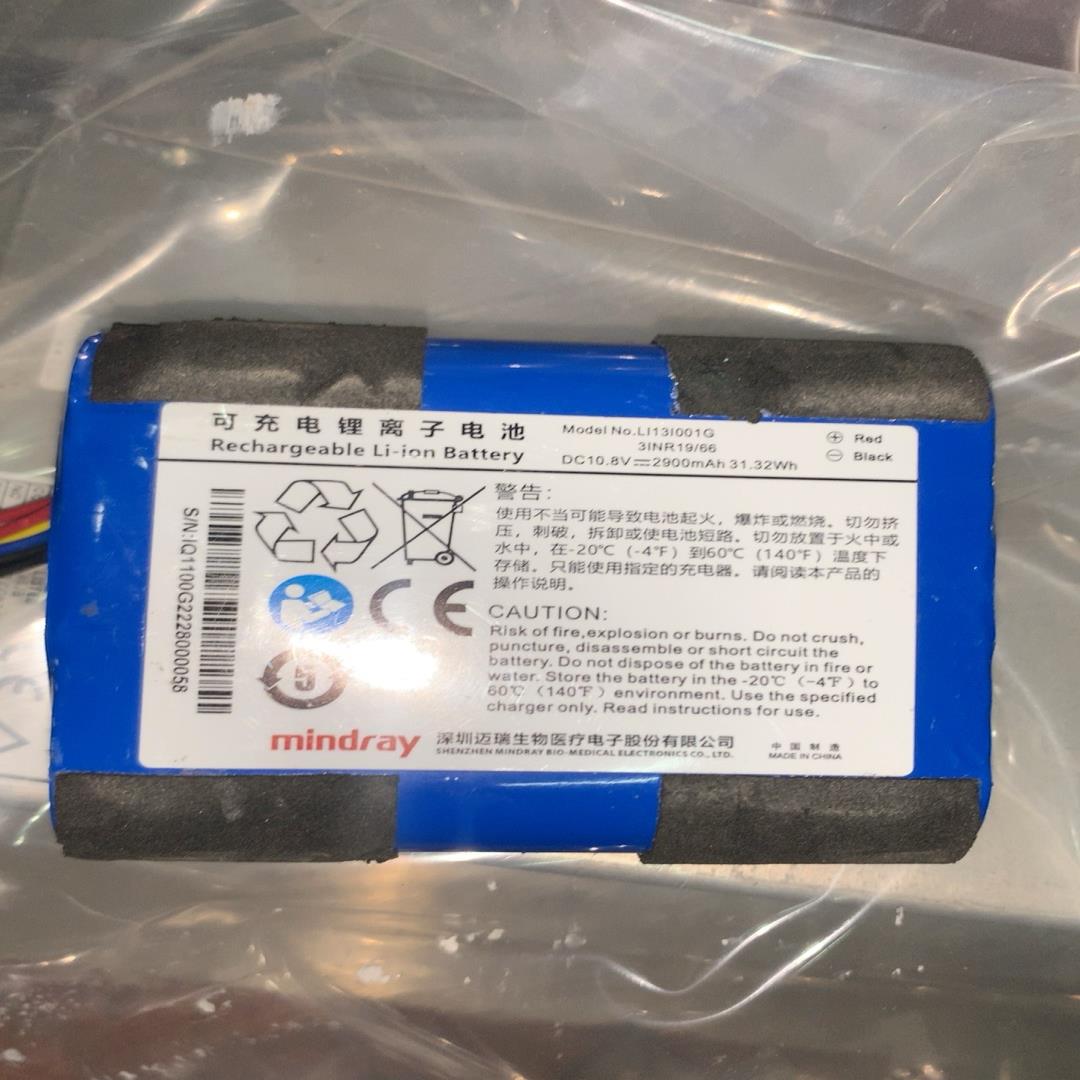 可充电锂离子电池
Rechargeable Li-ion Battery
Model No.LI13I001G
3INR19/66
DC10.8V⎓2900mAh 31.32Wh
⊕ Red
⊖ Black
S/N:IQ1100G2228000058
警告:
使用不当可能导致电池起火，爆炸或燃烧。切勿挤
压，刺破，拆卸或使电池短路。切勿放置于火中或
水中，在-20℃（-4℉）到60℃（140℉）温度下
存储。只能使用指定的充电器。请阅读本产品的
操作说明。
CAUTION:
Risk of fire,explosion or burns. Do not crush,
puncture, disassemble or short circuit the
battery. Do not dispose of the battery in fire or
water. Store the battery in the -20℃（-4℉）to
60℃（140℉）environment. Use the specified
charger only. Read instructions for use.
CE
5
mindray
深圳迈瑞生物医疗电子股份有限公司
SHENZHEN MINDRAY BIO-MEDICAL ELECTRONICS CO., LTD.
中国制造
MADE IN CHINA